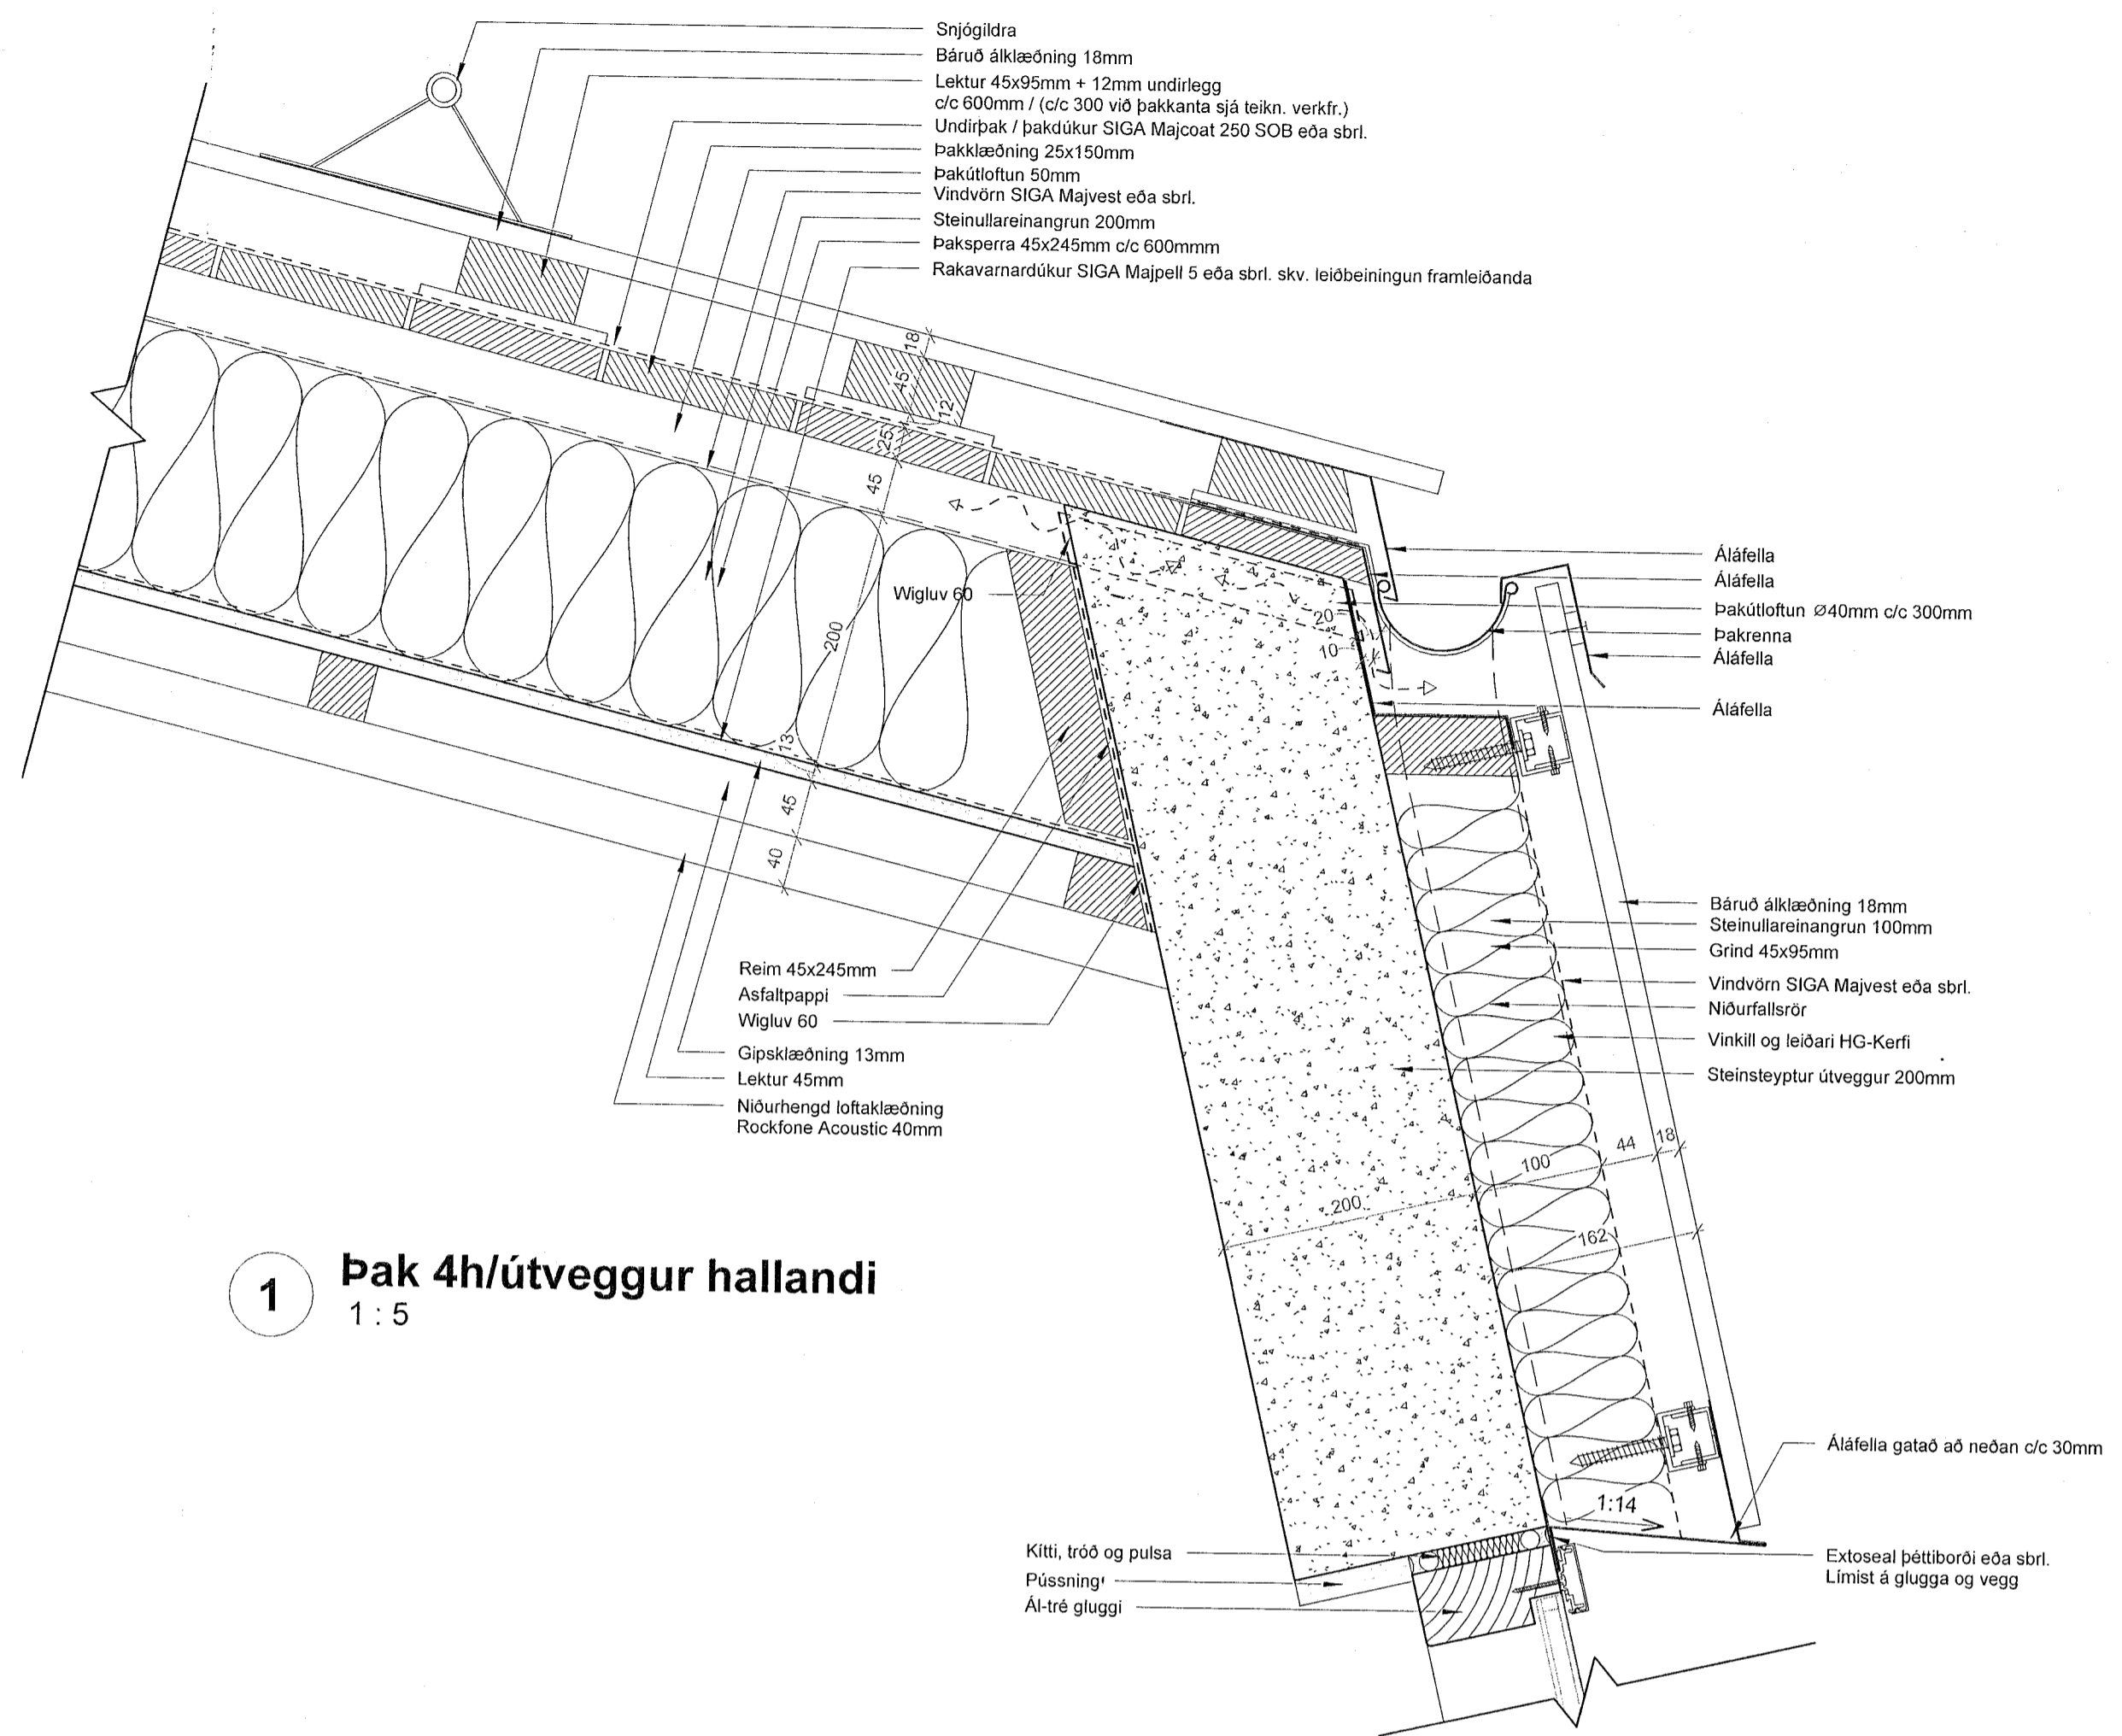 Snjógildra
Báruð álklæðning 18mm
Lektur 45x95mm + 12mm undirlegg
c/c 600mm / (c/c 300 við þakkanta sjá teikn. verkfr.)
Undirþak / þakdúkur SIGA Majcoat 250 SOB eða sbrl.
Þakklæðning 25x150mm
Þakútloftun 50mm
Vindvörn SIGA Majvest eða sbrl.
Steinullareinangrun 200mm
Þaksperra 45x245mm c/c 600mmm
Rakavarnardúkur SIGA Majpell 5 eða sbrl. skv. leiðbeiningun framleiðanda
18
45
12
25
45
200
13
45
40
Wigluv 60
20
10
Áláfella
Áláfella
Þakútloftun Ø40mm c/c 300mm
Þakrenna
Áláfella
Áláfella
Báruð álklæðning 18mm
Steinullareinangrun 100mm
Grind 45x95mm
Vindvörn SIGA Majvest eða sbrl.
Niðurfallsrör
Vinkill og leiðari HG-Kerfi
Steinsteyptur útveggur 200mm
Reim 45x245mm
Asfaltpappi
Wigluv 60
Gipsklæðning 13mm
Lektur 45mm
Niðurhengd loftaklæðning
Rockfone Acoustic 40mm
200
100
44
18
162
1 Þak 4h/útveggur hallandi
1 : 5
Áláfella gatað að neðan c/c 30mm
1:14
Kítti, tróð og pulsa
Pússning
Ál-tré gluggi
Extoseal þéttiborði eða sbrl.
Límist á glugga og vegg